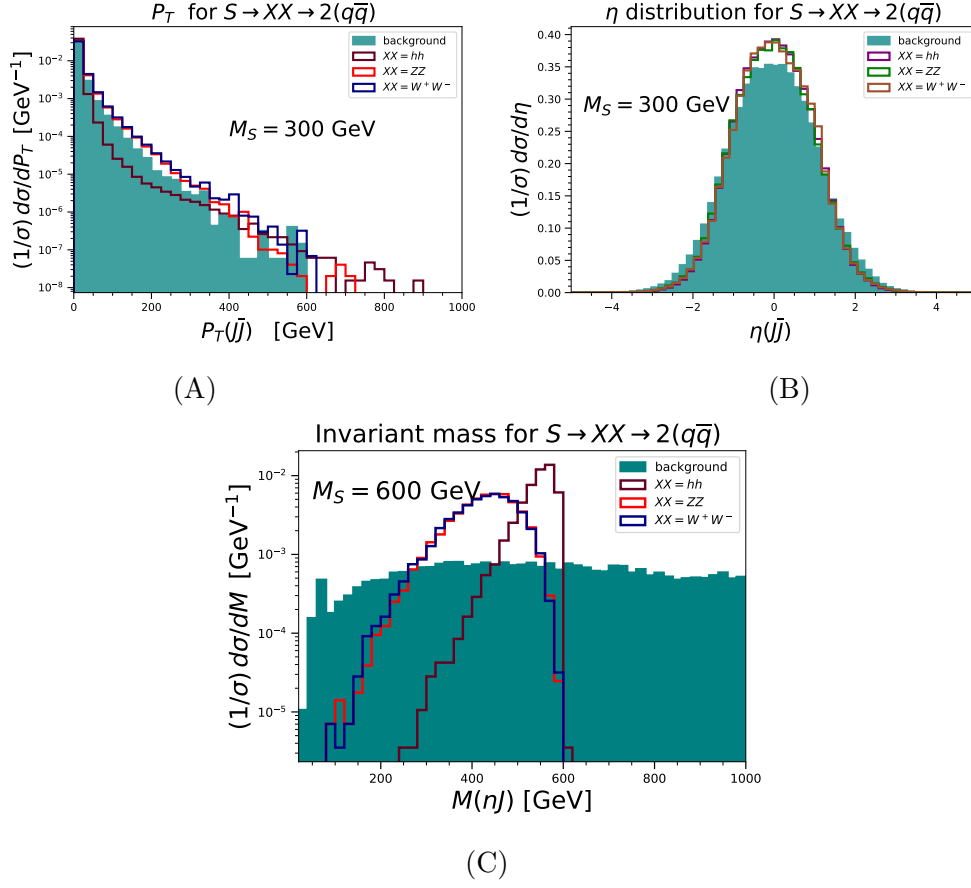 P_T for S → XX → 2(qq̅)
background
XX = hh
XX = ZZ
XX = W⁺W⁻
M_S = 300 GeV
(1/σ) dσ/dP_T [GeV⁻¹]
10⁻²
10⁻³
10⁻⁴
10⁻⁵
10⁻⁶
10⁻⁷
10⁻⁸
0 200 400 600 800 1000
P_T(JJ̄) [GeV]
(A)
η distribution for S → XX → 2(qq̅)
background
XX = hh
XX = ZZ
XX = W⁺W⁻
M_S = 300 GeV
(1/σ) dσ/dη
0.40
0.35
0.30
0.25
0.20
0.15
0.10
0.05
0.00
−4 −2 0 2 4
η(JJ̄)
(B)
Invariant mass for S → XX → 2(qq̅)
background
XX = hh
XX = ZZ
XX = W⁺W⁻
M_S = 600 GeV
(1/σ) dσ/dM [GeV⁻¹]
10⁻²
10⁻³
10⁻⁴
10⁻⁵
200 400 600 800 1000
M(nJ) [GeV]
(C)